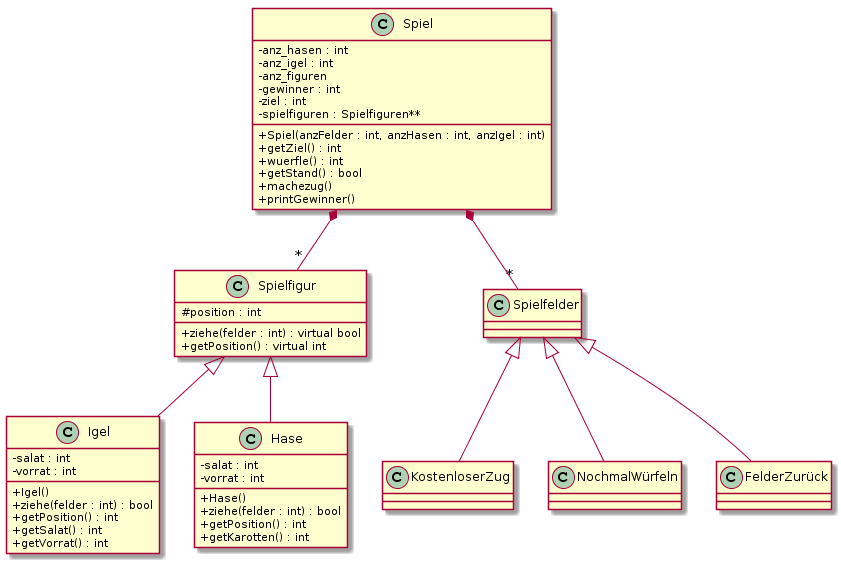 C Spiel
-anz_hasen : int
-anz_igel : int
-anz_figuren
-gewinner : int
-ziel : int
-spielfiguren : Spielfiguren**
+Spiel(anzFelder : int, anzHasen : int, anzIgel : int)
+getZiel() : int
+wuerfle() : int
+getStand() : bool
+machezug()
+printGewinner()
*
*
C Spielfigur
#position : int
+ziehe(felder : int) : virtual bool
+getPosition() : virtual int
C Spielfelder
C Igel
-salat : int
-vorrat : int
+Igel()
+ziehe(felder : int) : bool
+getPosition() : int
+getSalat() : int
+getVorrat() : int
C Hase
-salat : int
-vorrat : int
+Hase()
+ziehe(felder : int) : bool
+getPosition() : int
+getKarotten() : int
C KostenloserZug
C NochmalWürfeln
C FelderZurück